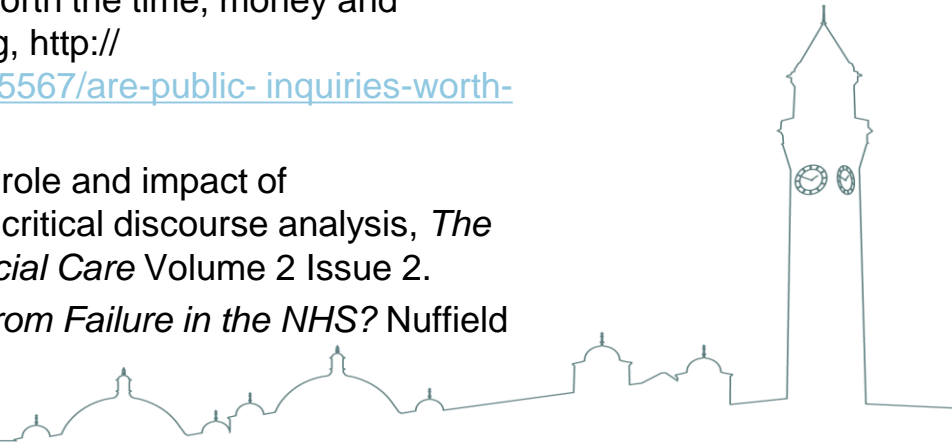 orth the time, money and
g, http://
5567/are-public- inquiries-worth-
role and impact of
critical discourse analysis, The
cial Care Volume 2 Issue 2.
rom Failure in the NHS? Nuffield